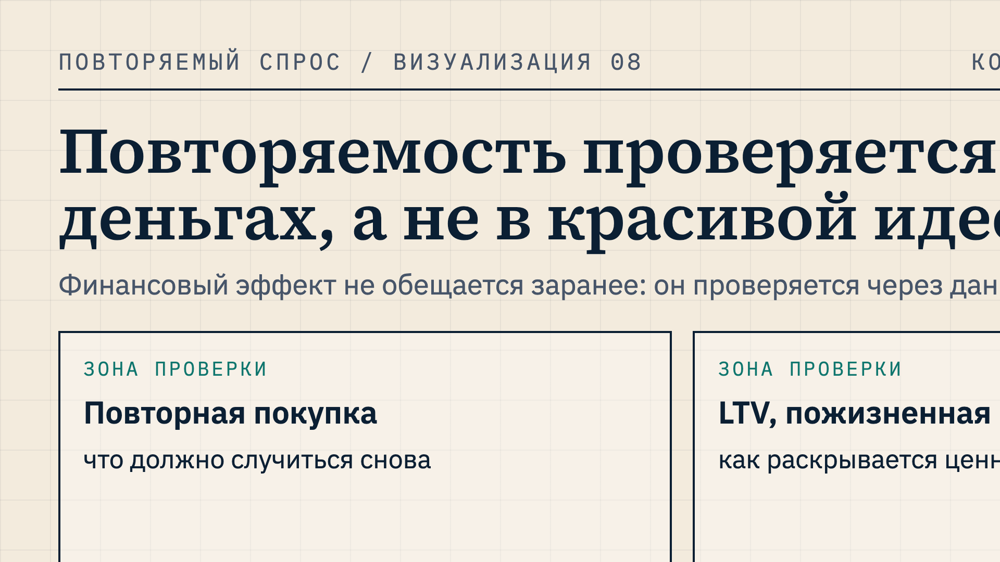 ПОВТОРЯЕМЫЙ СПРОС / ВИЗУАЛИЗАЦИЯ 08
Повторяемость проверяется
деньгах, а не в красивой
Финансовый эффект не обещается заранее: он проверяется через
ЗОНА ПРОВЕРКИ
Повторная покупка
что должно случиться снова
ЗОНА ПРОВЕРКИ
LTV, пожизненная
как раскрывается